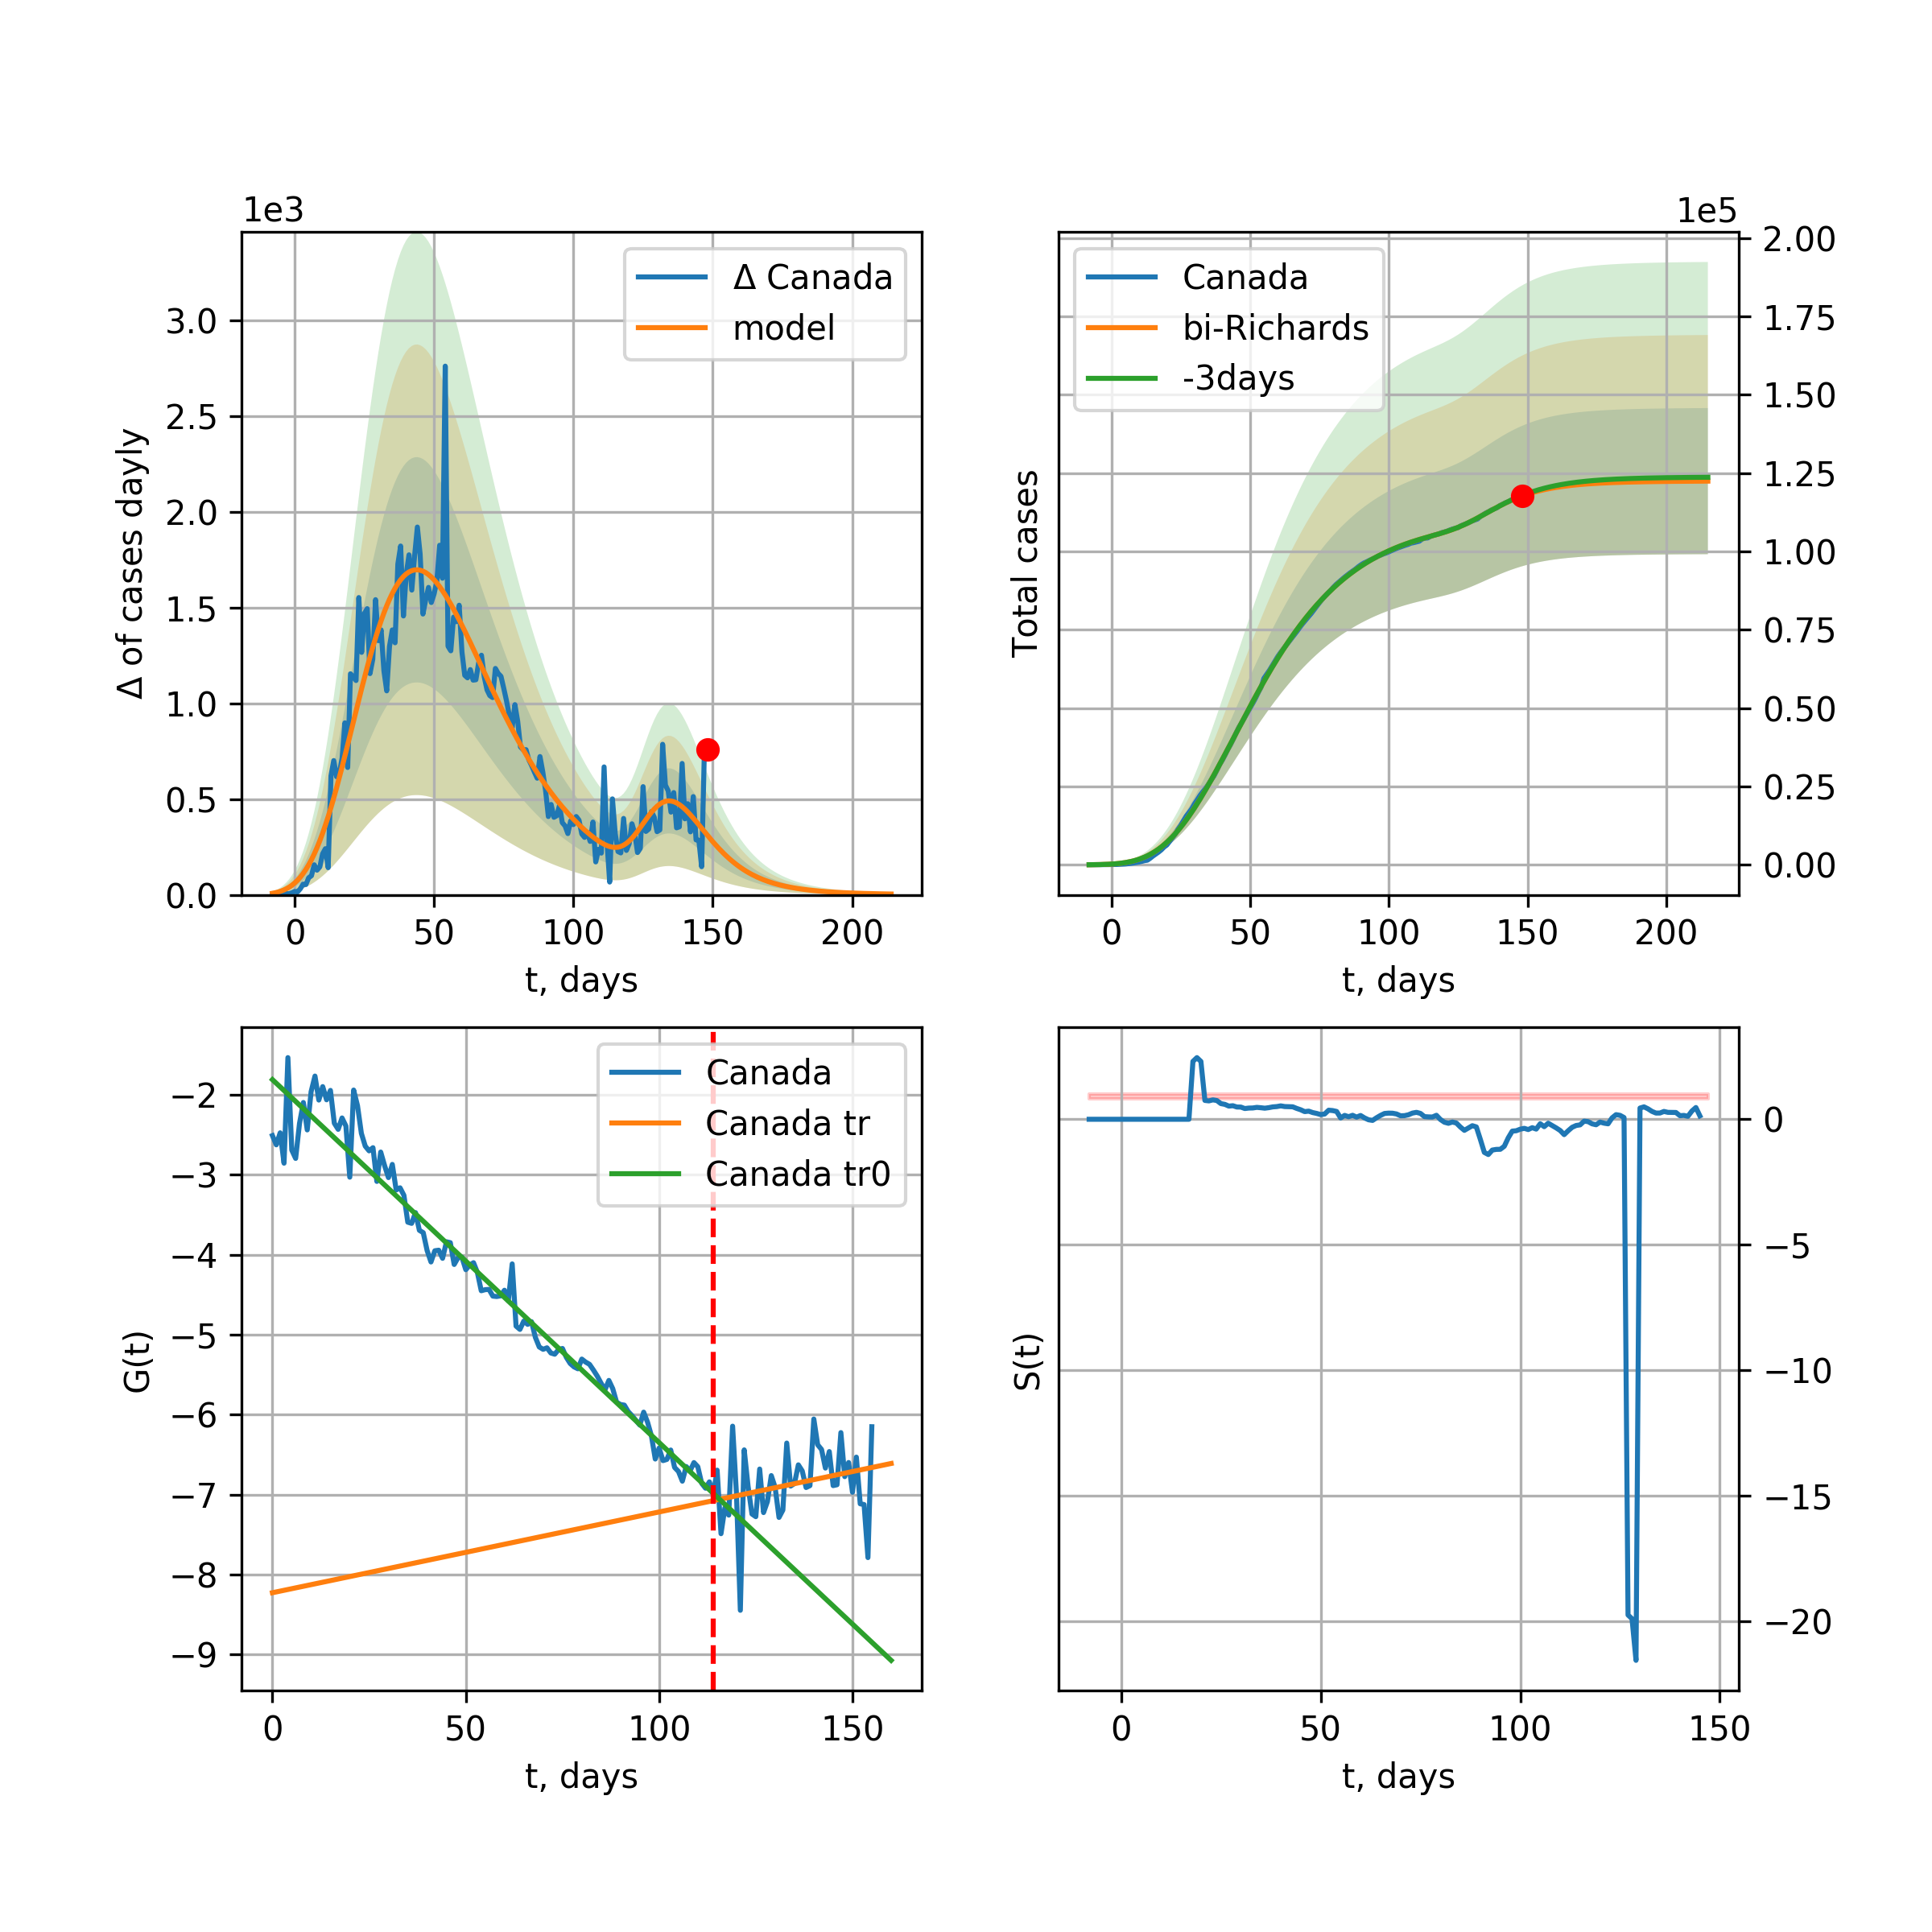 1e3
Δ Canada
model
3.0
2.5
2.0
1.5
1.0
0.5
0.0
Δ of cases dayly
0 50 100 150 200
t, days
1e5
Canada
bi-Richards
-3days
2.00
1.75
1.50
1.25
1.00
0.75
0.50
0.25
0.00
Total cases
0 50 100 150 200
t, days
Canada
Canada tr
Canada tr0
−2
−3
−4
−5
−6
−7
−8
−9
G(t)
0 50 100 150
t, days
0
−5
−10
−15
−20
S(t)
0 50 100 150
t, days